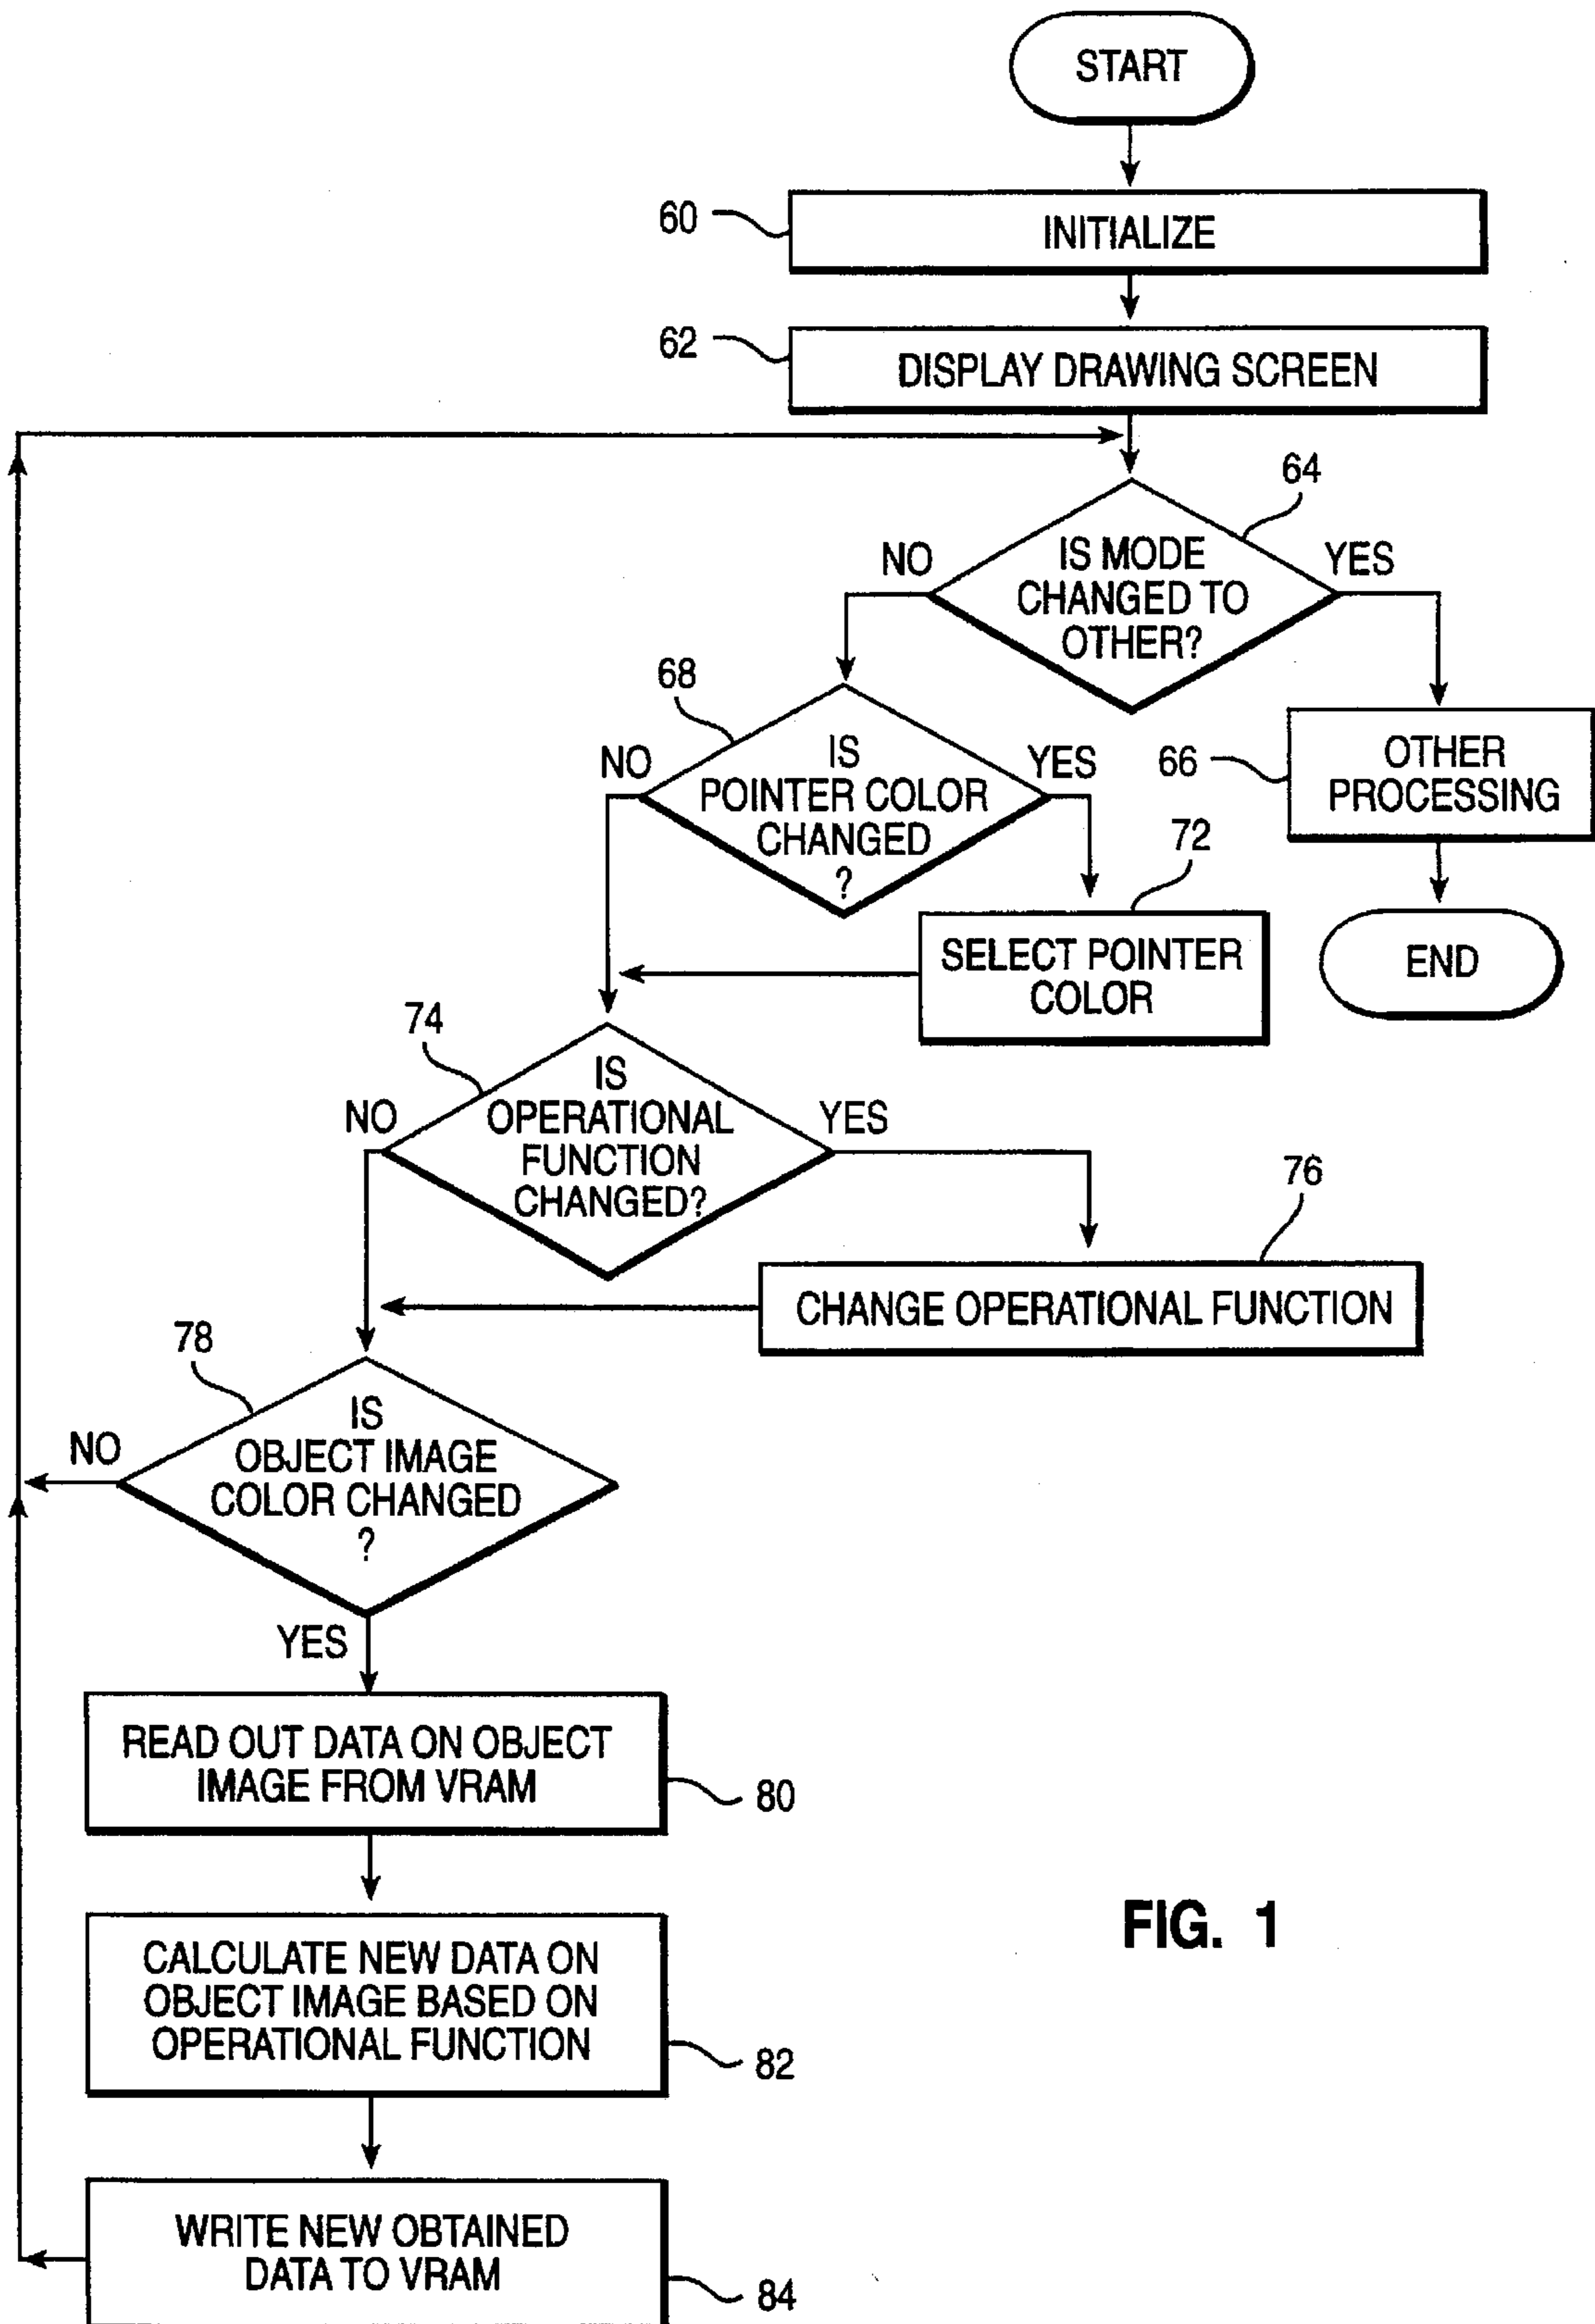 START
60
INITIALIZE
62
DISPLAY DRAWING SCREEN
64
NO
IS MODE
CHANGED TO
OTHER?
YES
68
NO
IS
POINTER COLOR
CHANGED
?
YES
66
OTHER
PROCESSING
72
SELECT POINTER
COLOR
END
74
NO
IS
OPERATIONAL
FUNCTION
CHANGED?
YES
76
CHANGE OPERATIONAL FUNCTION
78
NO
IS
OBJECT IMAGE
COLOR CHANGED
?
YES
READ OUT DATA ON OBJECT
IMAGE FROM VRAM
80
CALCULATE NEW DATA ON
OBJECT IMAGE BASED ON
OPERATIONAL FUNCTION
82
FIG. 1
WRITE NEW OBTAINED
DATA TO VRAM
84